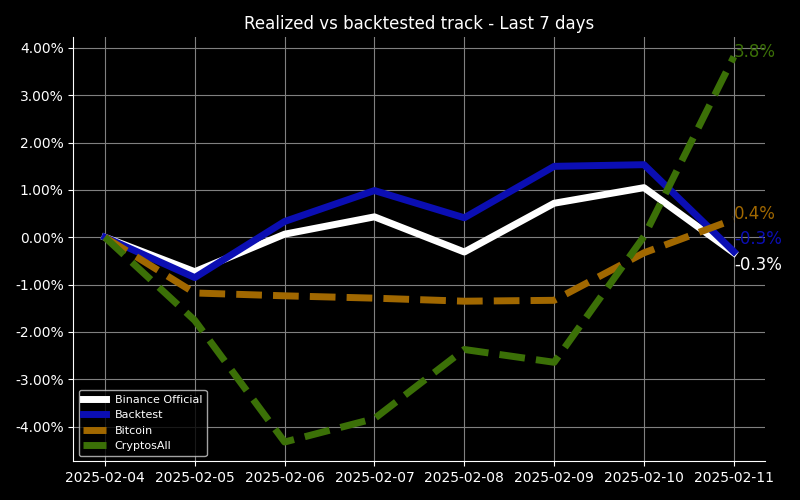 Realized vs backtested track - Last 7 days
4.00%
3.00%
2.00%
1.00%
0.00%
-1.00%
-2.00%
-3.00%
-4.00%
3.8%
0.4%
-0.3%
-0.3%
Binance Official
Backtest
Bitcoin
CryptosAll
2025-02-04 2025-02-05 2025-02-06 2025-02-07 2025-02-08 2025-02-09 2025-02-10 2025-02-11